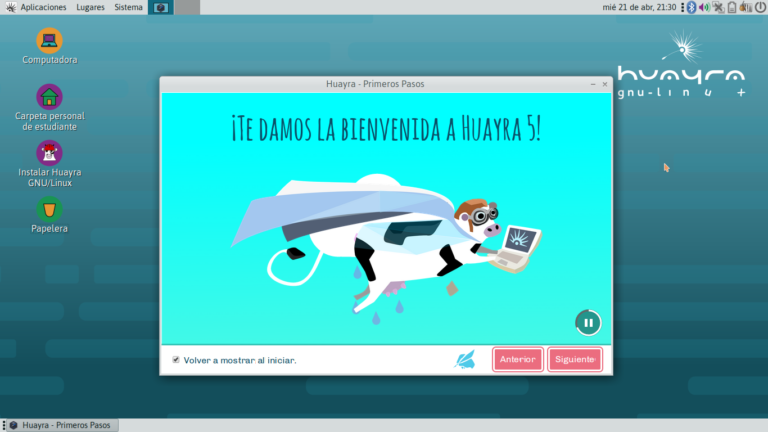 Aplicaciones Lugares Sistema
mié 21 de abr, 21:30
Computadora
Carpeta personal
de estudiante
Instalar Huayra
GNU/Linux
Papelera
huayra
gnu-linux
Huayra - Primeros Pasos
¡Te damos la bienvenida a Huayra 5!
Volver a mostrar al iniciar.
Anterior
Siguiente
Huayra - Primeros Pasos